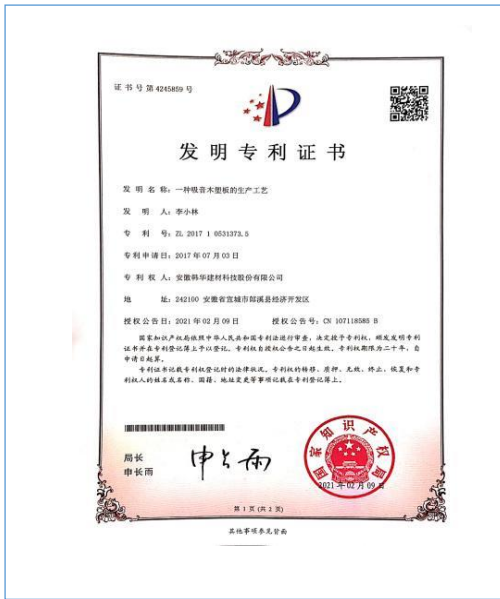 证书号第4245859号
发明专利证书
发明名称：一种吸音木塑板的生产工艺
发明人：李小林
专利号：ZL 2017 1 0531373.5
专利申请日：2017年07月03日
专利权人：安徽韩华建材科技股份有限公司
地址：242100 安徽省宣城市郎溪县经济开发区
授权公告日：2021年02月09日 授权公告号：CN 107118585 B
国家知识产权局依照中华人民共和国专利法进行审查，决定授予专利权，颁发发明专利
证书并在专利登记簿上予以登记。专利权自授权公告之日起生效。专利权期限为二十年，自
申请日起算。
专利证书记载专利权登记时的法律状况。专利权的转移、质押、无效、终止、恢复和专
利权人的姓名或名称、国籍、地址变更等事项记载在专利登记簿上。
局长
申长雨
申长雨
国家知识产权局
2021年02月09日
第1页(共2页)
其他事项参见背面